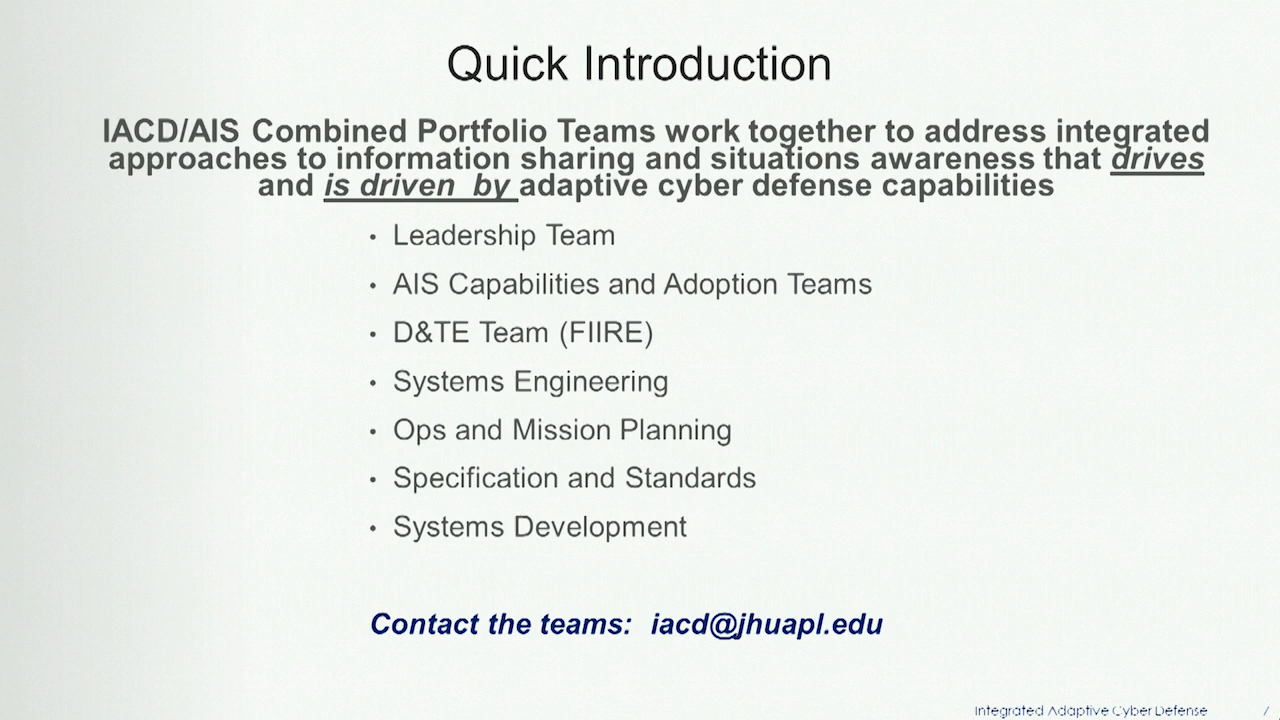 Quick Introduction
IACD/AIS Combined Portfolio Teams work together to address integrated
approaches to information sharing and situations awareness that drives
and is driven by adaptive cyber defense capabilities
• Leadership Team
• AIS Capabilities and Adoption Teams
• D&TE Team (FIIRE)
• Systems Engineering
• Ops and Mission Planning
• Specification and Standards
• Systems Development
Contact the teams: iacd@jhuapl.edu
Integrated Adaptive Cyber Defense 7